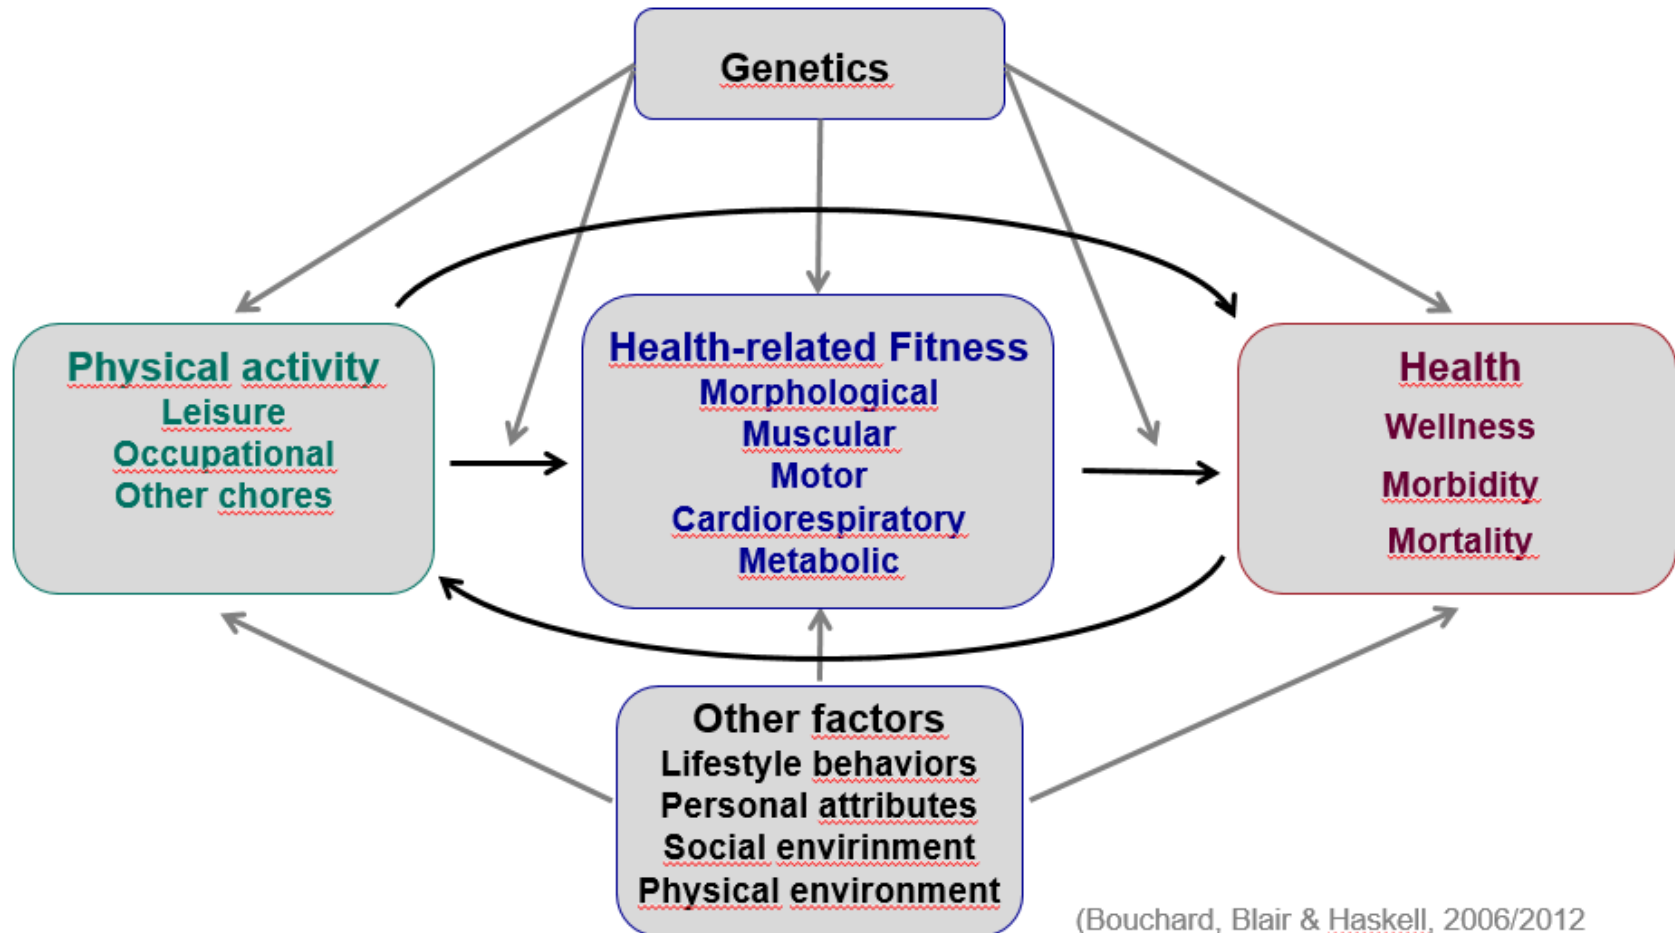 Genetics
Physical activity
Leisure
Occupational
Other chores
Health-related Fitness
Morphological
Muscular
Motor
Cardiorespiratory
Metabolic
Health
Wellness
Morbidity
Mortality
Other factors
Lifestyle behaviors
Personal attributes
Social envirinment
Physical environment
(Bouchard, Blair & Haskell, 2006/2012